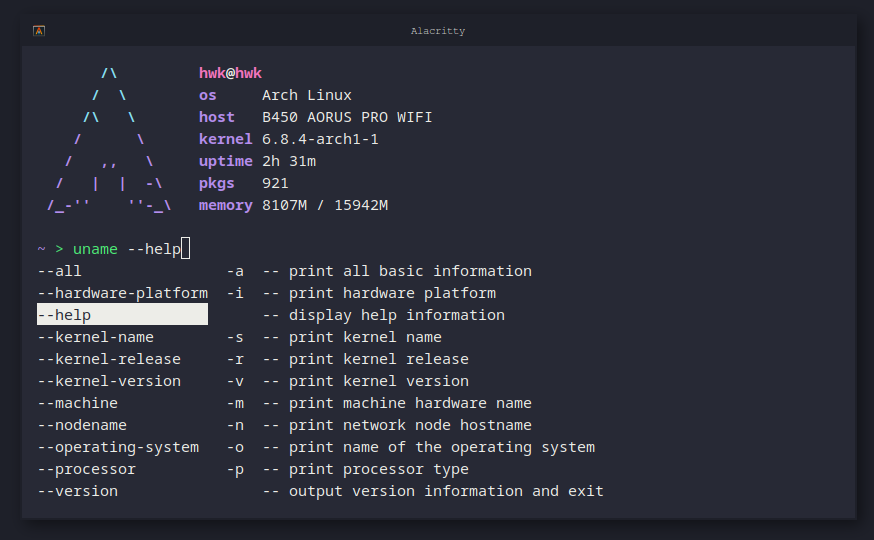 Alacritty
/\ hwk@hwk
/ \ os Arch Linux
/\ \ host B450 AORUS PRO WIFI
/ \ kernel 6.8.4-arch1-1
/ ,, \ uptime 2h 31m
/ | | -\ pkgs 921
/_-'' ''-_\ memory 8107M / 15942M
~ > uname --help
--all -a -- print all basic information
--hardware-platform -i -- print hardware platform
--help -- display help information
--kernel-name -s -- print kernel name
--kernel-release -r -- print kernel release
--kernel-version -v -- print kernel version
--machine -m -- print machine hardware name
--nodename -n -- print network node hostname
--operating-system -o -- print name of the operating system
--processor -p -- print processor type
--version -- output version information and exit